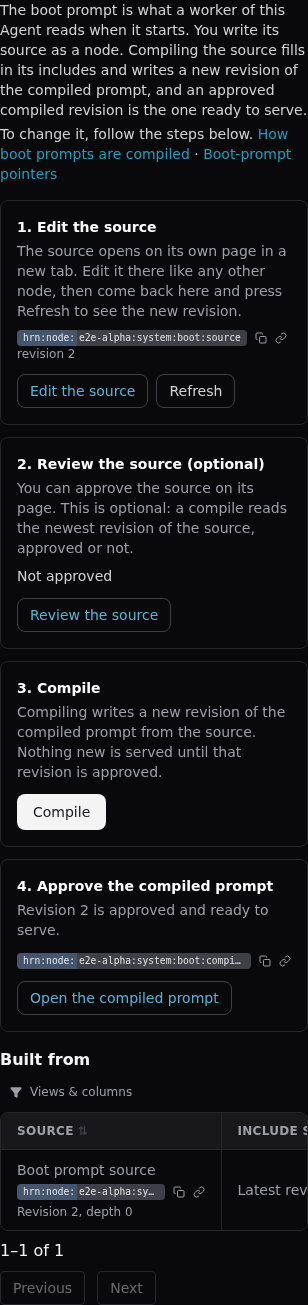 The boot prompt is what a worker of this
Agent reads when it starts. You write its
source as a node. Compiling the source fills
in its includes and writes a new revision of
the compiled prompt, and an approved
compiled revision is the one ready to serve.
To change it, follow the steps below. How
boot prompts are compiled · Boot-prompt
pointers
1. Edit the source
The source opens on its own page in a
new tab. Edit it there like any other
node, then come back here and press
Refresh to see the new revision.
hrn:node: e2e-alpha:system:boot:source
revision 2
Edit the source
Refresh
2. Review the source (optional)
You can approve the source on its
page. This is optional: a compile reads
the newest revision of the source,
approved or not.
Not approved
Review the source
3. Compile
Compiling writes a new revision of the
compiled prompt from the source.
Nothing new is served until that
revision is approved.
Compile
4. Approve the compiled prompt
Revision 2 is approved and ready to
serve.
hrn:node: e2e-alpha:system:boot:compi…
Open the compiled prompt
Built from
Views & columns
SOURCE INCLUDE S
Boot prompt source
hrn:node: e2e-alpha:sy…
Revision 2, depth 0
Latest rev
1–1 of 1
Previous
Next